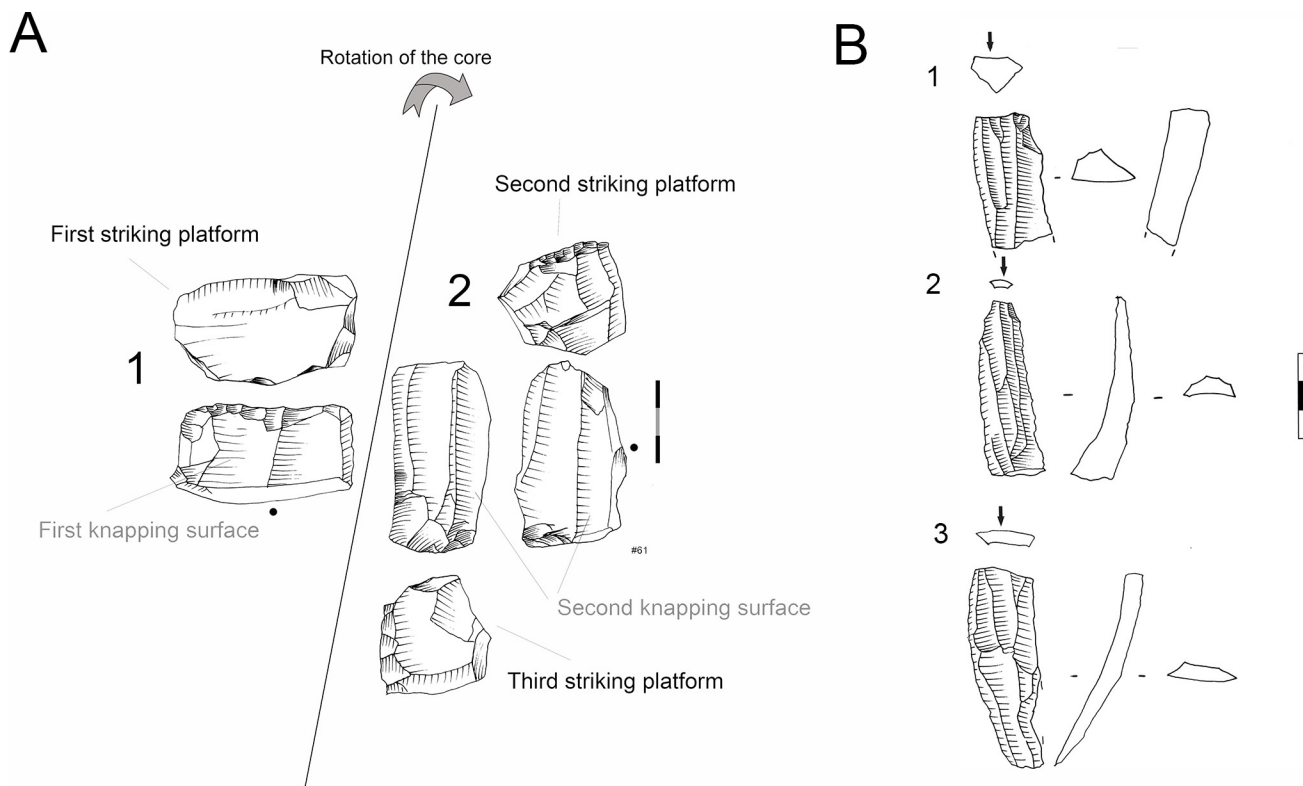 A
Rotation of the core
Second striking platform
First striking platform
2
1
First knapping surface
#61
Second knapping surface
Third striking platform
B
1
2
3